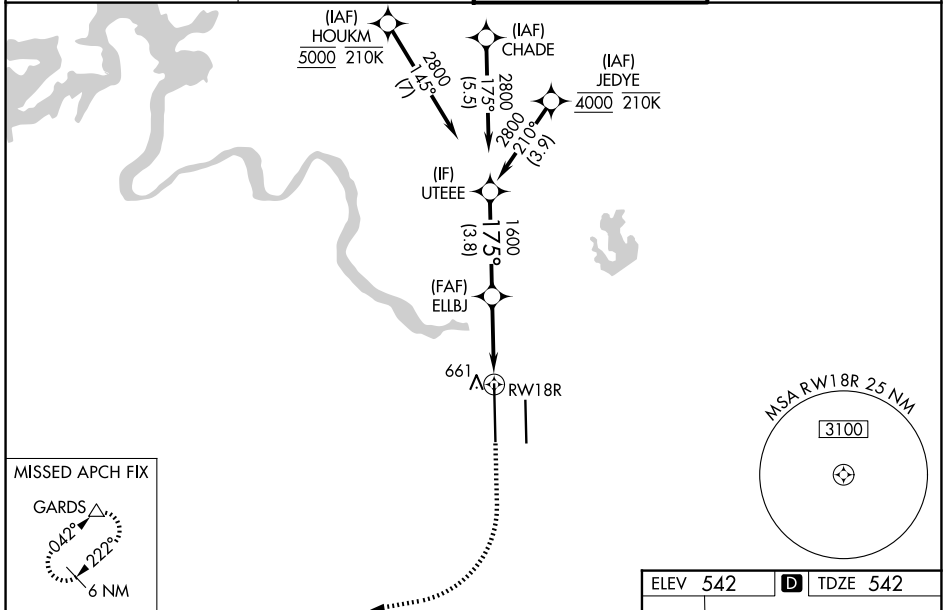 (IAF)
HOUKM
5000 210K
2800
145°
(7)
(IAF)
CHADE
2800
175°
(5.5)
(IAF)
JEDYE
4000 210K
2800
210°
(3.9)
(IF)
UTEEE
1600
175°
(3.8)
(FAF)
ELLBJ
661
RW18R
MSA RW18R 25 NM
3100
MISSED APCH FIX
GARDS
042°
222°
6 NM
ELEV 542 D TDZE 542